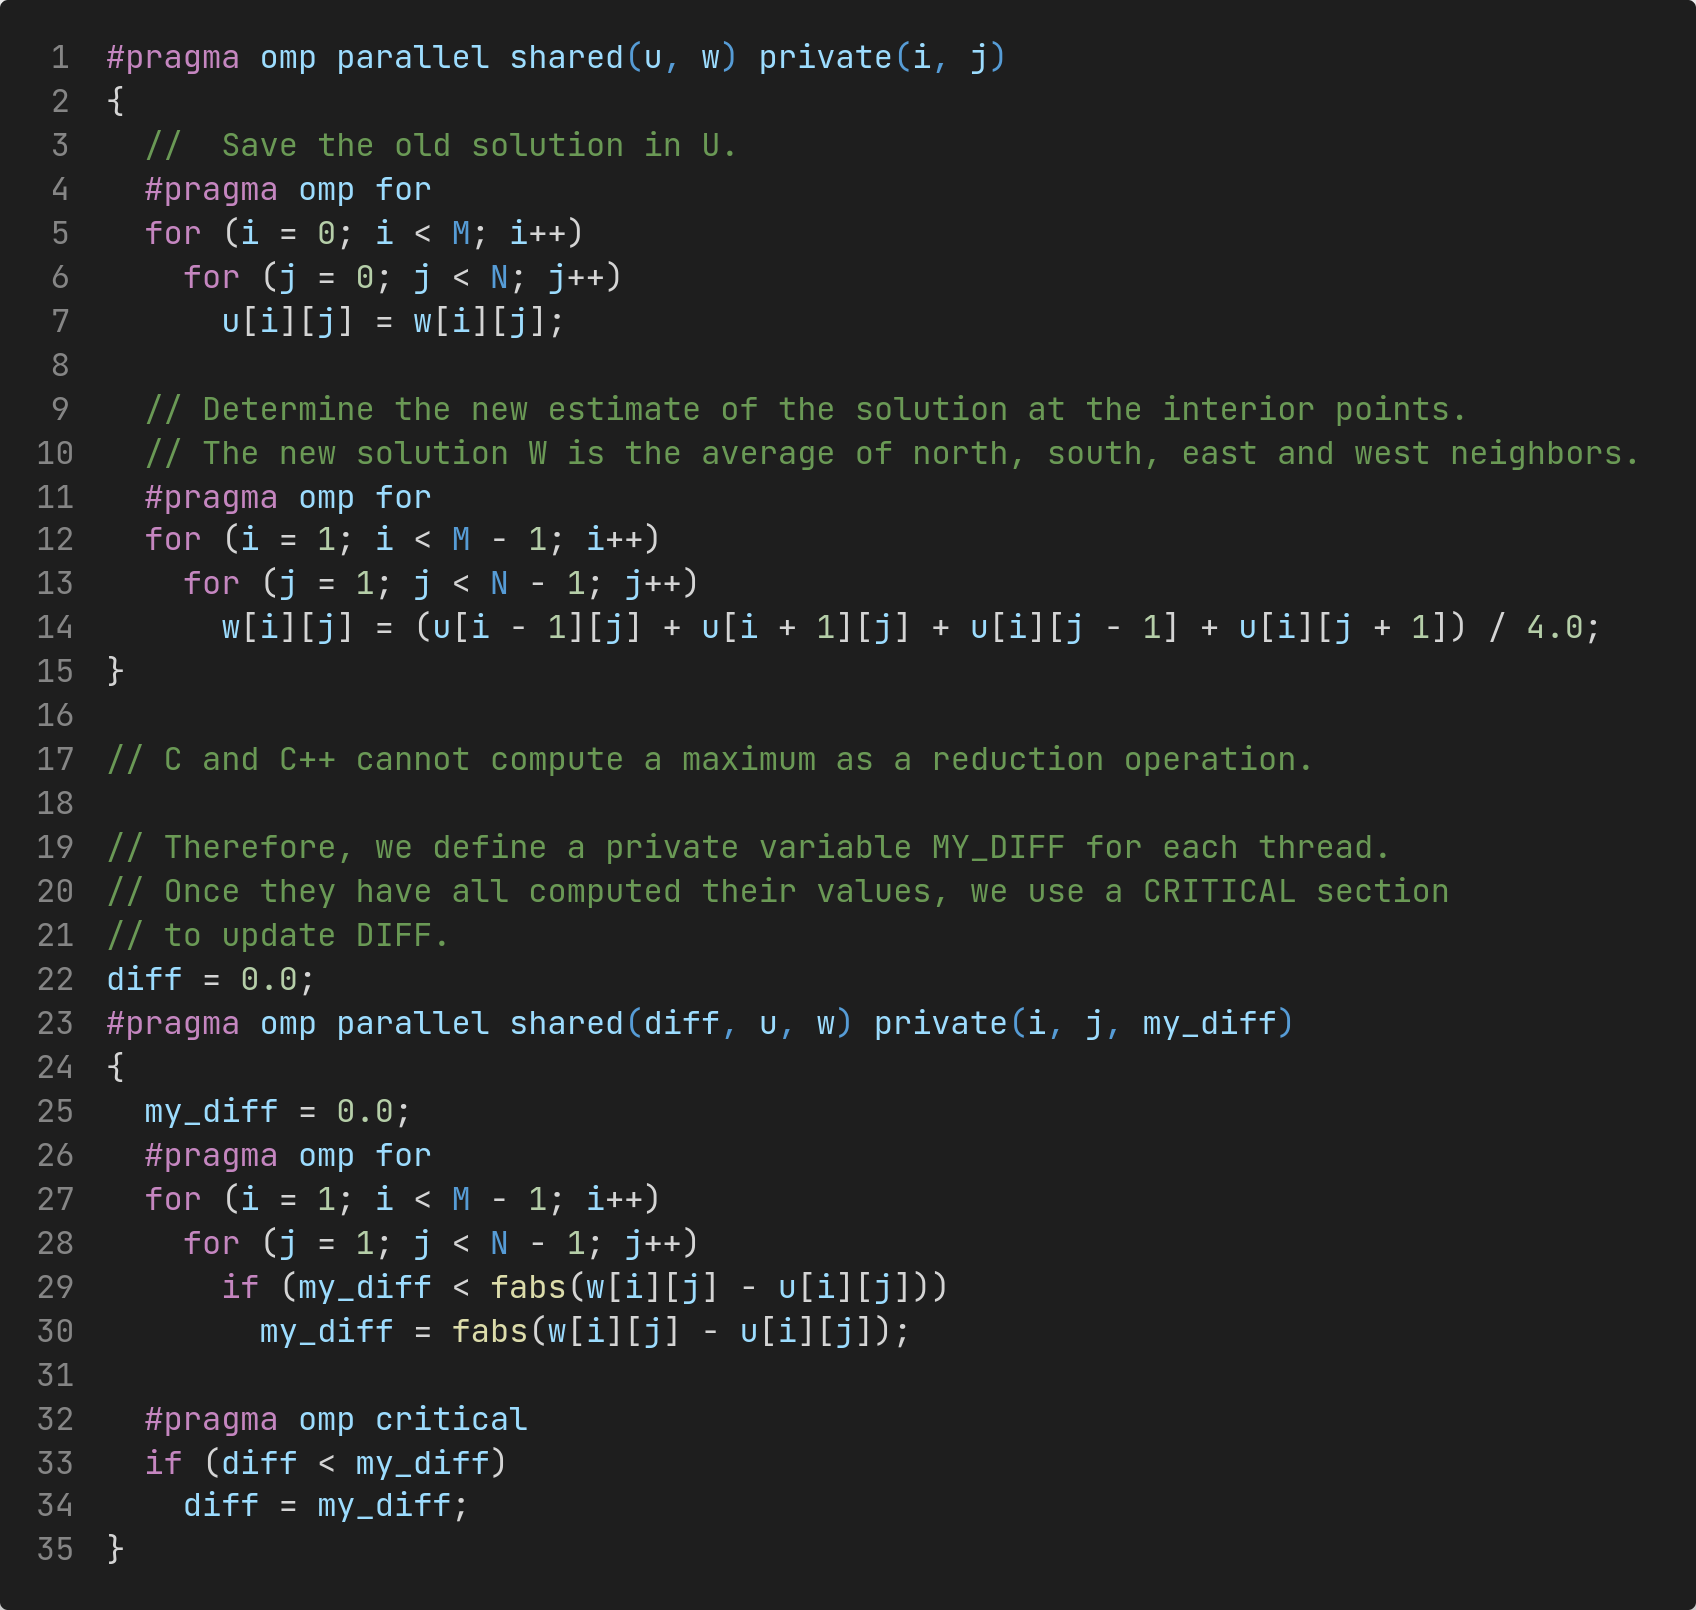 1 #pragma omp parallel shared(u, w) private(i, j)
2 {
3   //  Save the old solution in U.
4   #pragma omp for
5   for (i = 0; i < M; i++)
6     for (j = 0; j < N; j++)
7       u[i][j] = w[i][j];
8
9   // Determine the new estimate of the solution at the interior points.
10   // The new solution W is the average of north, south, east and west neighbors.
11   #pragma omp for
12   for (i = 1; i < M - 1; i++)
13     for (j = 1; j < N - 1; j++)
14       w[i][j] = (u[i - 1][j] + u[i + 1][j] + u[i][j - 1] + u[i][j + 1]) / 4.0;
15 }
16
17 // C and C++ cannot compute a maximum as a reduction operation.
18
19 // Therefore, we define a private variable MY_DIFF for each thread.
20 // Once they have all computed their values, we use a CRITICAL section
21 // to update DIFF.
22 diff = 0.0;
23 #pragma omp parallel shared(diff, u, w) private(i, j, my_diff)
24 {
25   my_diff = 0.0;
26   #pragma omp for
27   for (i = 1; i < M - 1; i++)
28     for (j = 1; j < N - 1; j++)
29       if (my_diff < fabs(w[i][j] - u[i][j]))
30         my_diff = fabs(w[i][j] - u[i][j]);
31
32   #pragma omp critical
33   if (diff < my_diff)
34     diff = my_diff;
35 }